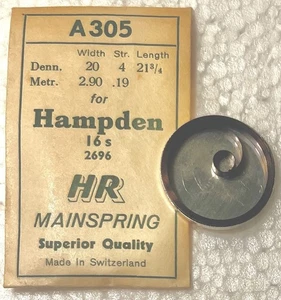 A305
Width Str. Length
Denn. 20 4 21 3/4
Metr. 2.90 .19
for
Hampden
16 s
2696
HR
MAINSPRING
Superior Quality
Made in Switzerland